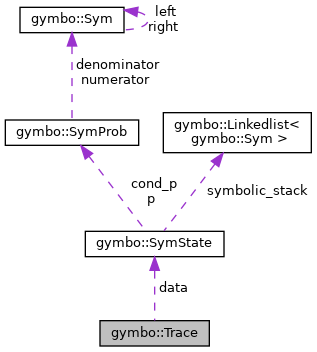 gymbo::Sym
left
right
denominator
numerator
gymbo::SymProb
gymbo::Linkedlist<
gymbo::Sym >
cond_p
p
symbolic_stack
gymbo::SymState
data
gymbo::Trace